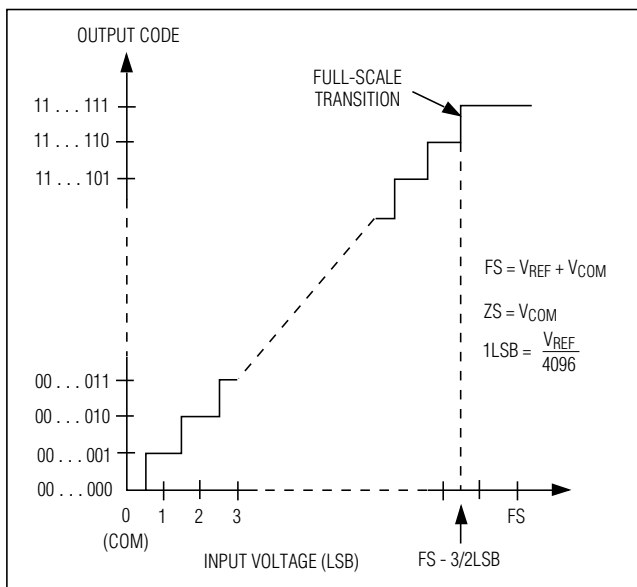 OUTPUT CODE
FULL-SCALE
TRANSITION
11 . . . 111
11 . . . 110
11 . . . 101
FS = VREF + VCOM
ZS = VCOM
1LSB = VREF
4096
00 . . . 011
00 . . . 010
00 . . . 001
00 . . . 000
0 1 2 3 FS
(COM)
INPUT VOLTAGE (LSB) FS - 3/2LSB